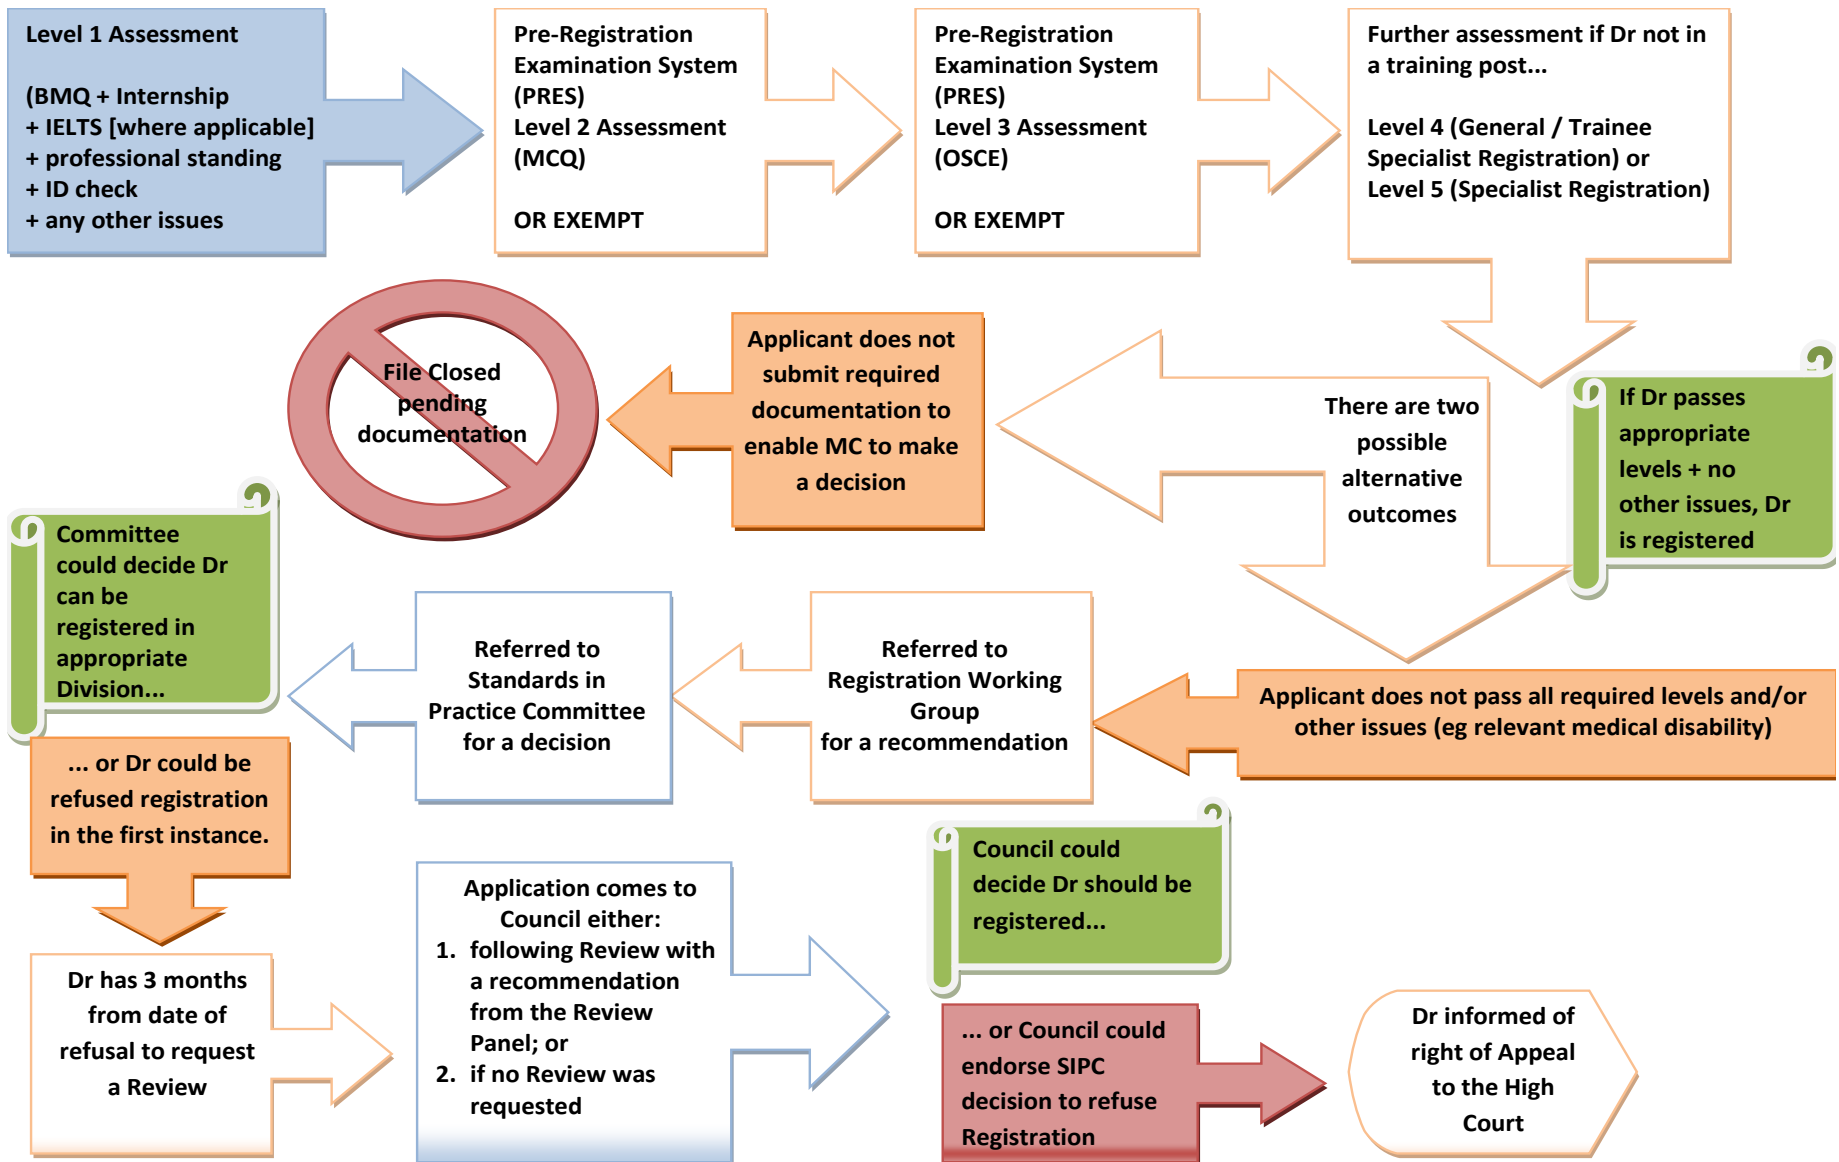 Level 1 Assessment
(BMQ + Internship
+ IELTS [where applicable]
+ professional standing
+ ID check
+ any other issues
Pre-Registration
Examination System
(PRES)
Level 2 Assessment
(MCQ)
OR EXEMPT
Pre-Registration
Examination System
(PRES)
Level 3 Assessment
(OSCE)
OR EXEMPT
Further assessment if Dr not in
a training post...
Level 4 (General / Trainee
Specialist Registration) or
Level 5 (Specialist Registration)
If Dr passes
appropriate
levels + no
other issues, Dr
is registered
There are two
possible
alternative
outcomes
Applicant does not
submit required
documentation to
enable MC to make
a decision
File Closed
pending
documentation
Applicant does not pass all required levels and/or
other issues (eg relevant medical disability)
Referred to
Registration Working
Group
for a recommendation
Referred to
Standards in
Practice Committee
for a decision
Committee
could decide Dr
can be
registered in
appropriate
Division...
... or Dr could be
refused registration
in the first instance.
Dr has 3 months
from date of
refusal to request
a Review
Application comes to
Council either:
1. following Review with
a recommendation
from the Review
Panel; or
2. if no Review was
requested
Council could
decide Dr should be
registered...
... or Council could
endorse SIPC
decision to refuse
Registration
Dr informed of
right of Appeal
to the High
Court